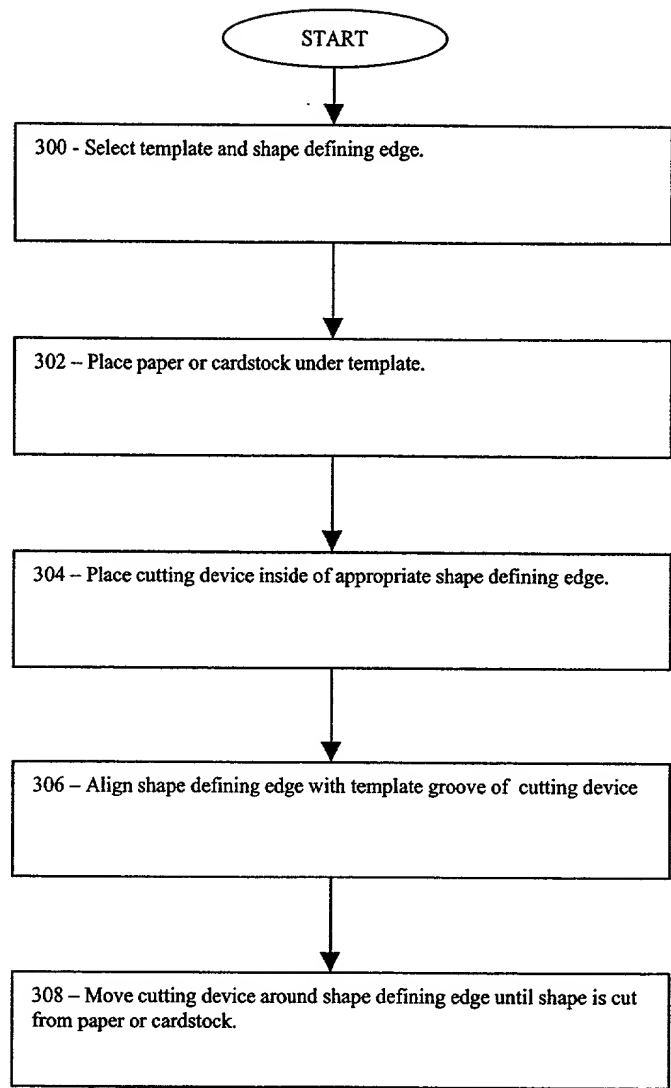 START
300 - Select template and shape defining edge.
302 – Place paper or cardstock under template.
304 – Place cutting device inside of appropriate shape defining edge.
306 – Align shape defining edge with template groove of cutting device
308 – Move cutting device around shape defining edge until shape is cut
from paper or cardstock.